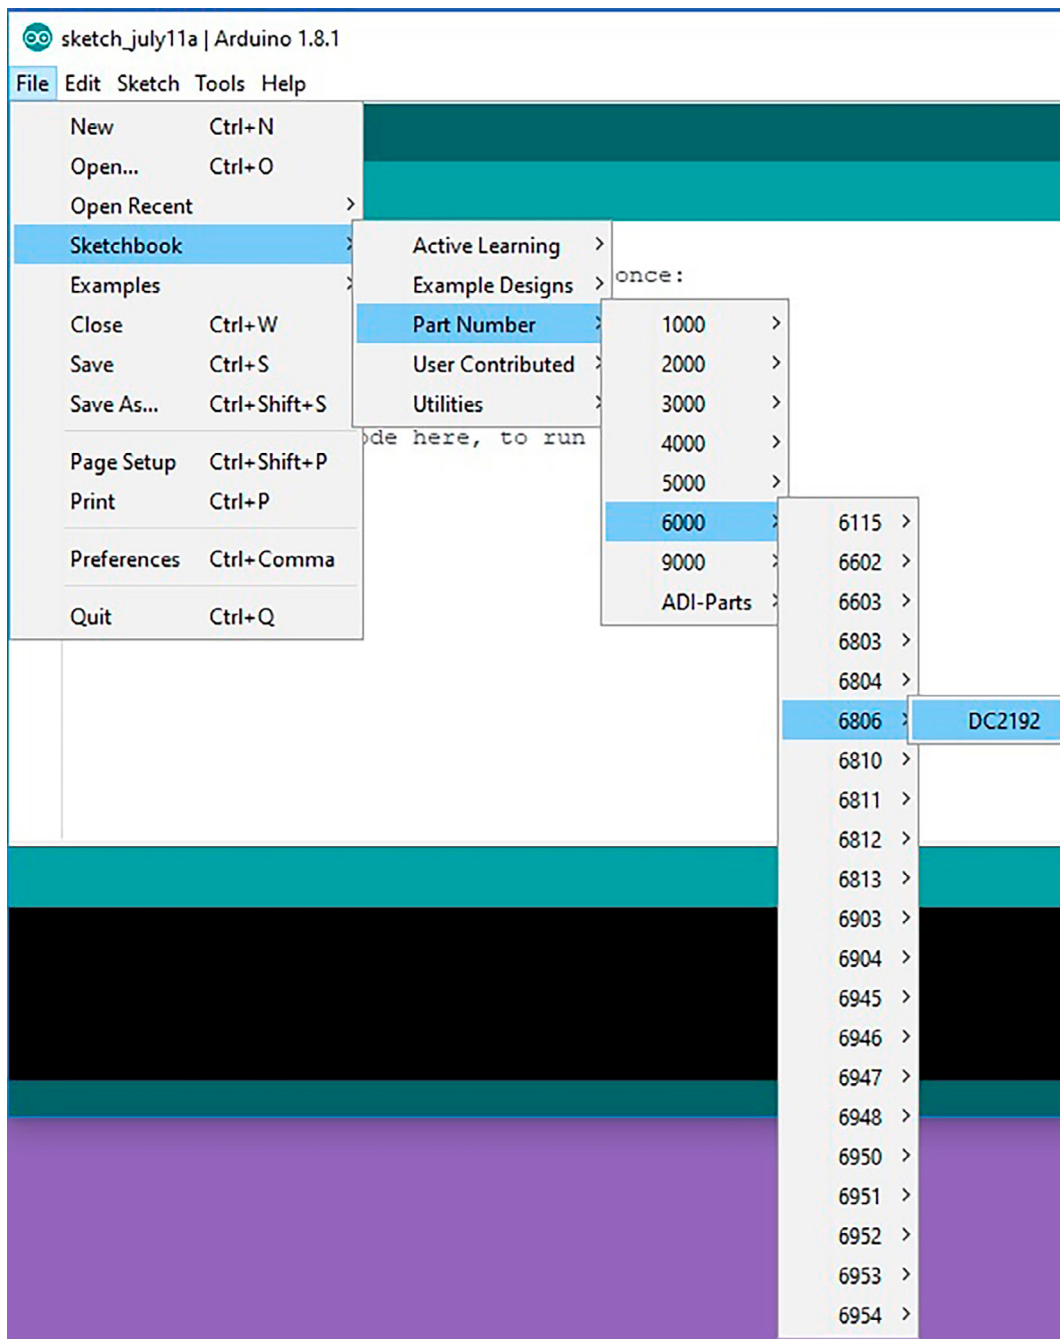 sketch_july11a | Arduino 1.8.1
File Edit Sketch Tools Help
New Ctrl+N
Open... Ctrl+O
Open Recent
Sketchbook
Examples
Close Ctrl+W
Save Ctrl+S
Save As... Ctrl+Shift+S
Page Setup Ctrl+Shift+P
Print Ctrl+P
Preferences Ctrl+Comma
Quit Ctrl+Q
Active Learning
Example Designs
Part Number
User Contributed
Utilities
once:
de here, to run
1000
2000
3000
4000
5000
6000
9000
ADI-Parts
6115
6602
6603
6803
6804
6806
6810
6811
6812
6813
6903
6904
6945
6946
6947
6948
6950
6951
6952
6953
6954
DC2192